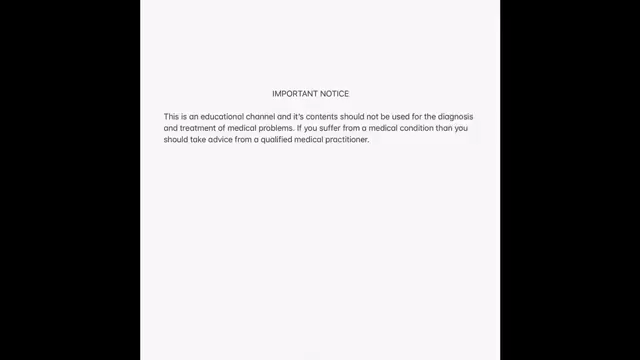 IMPORTANT NOTICE
This is an educational channel and it's contents should not be used for the diagnosis
and treatment of medical problems. If you suffer from a medical condition than you
should take advice from a qualified medical practitioner.